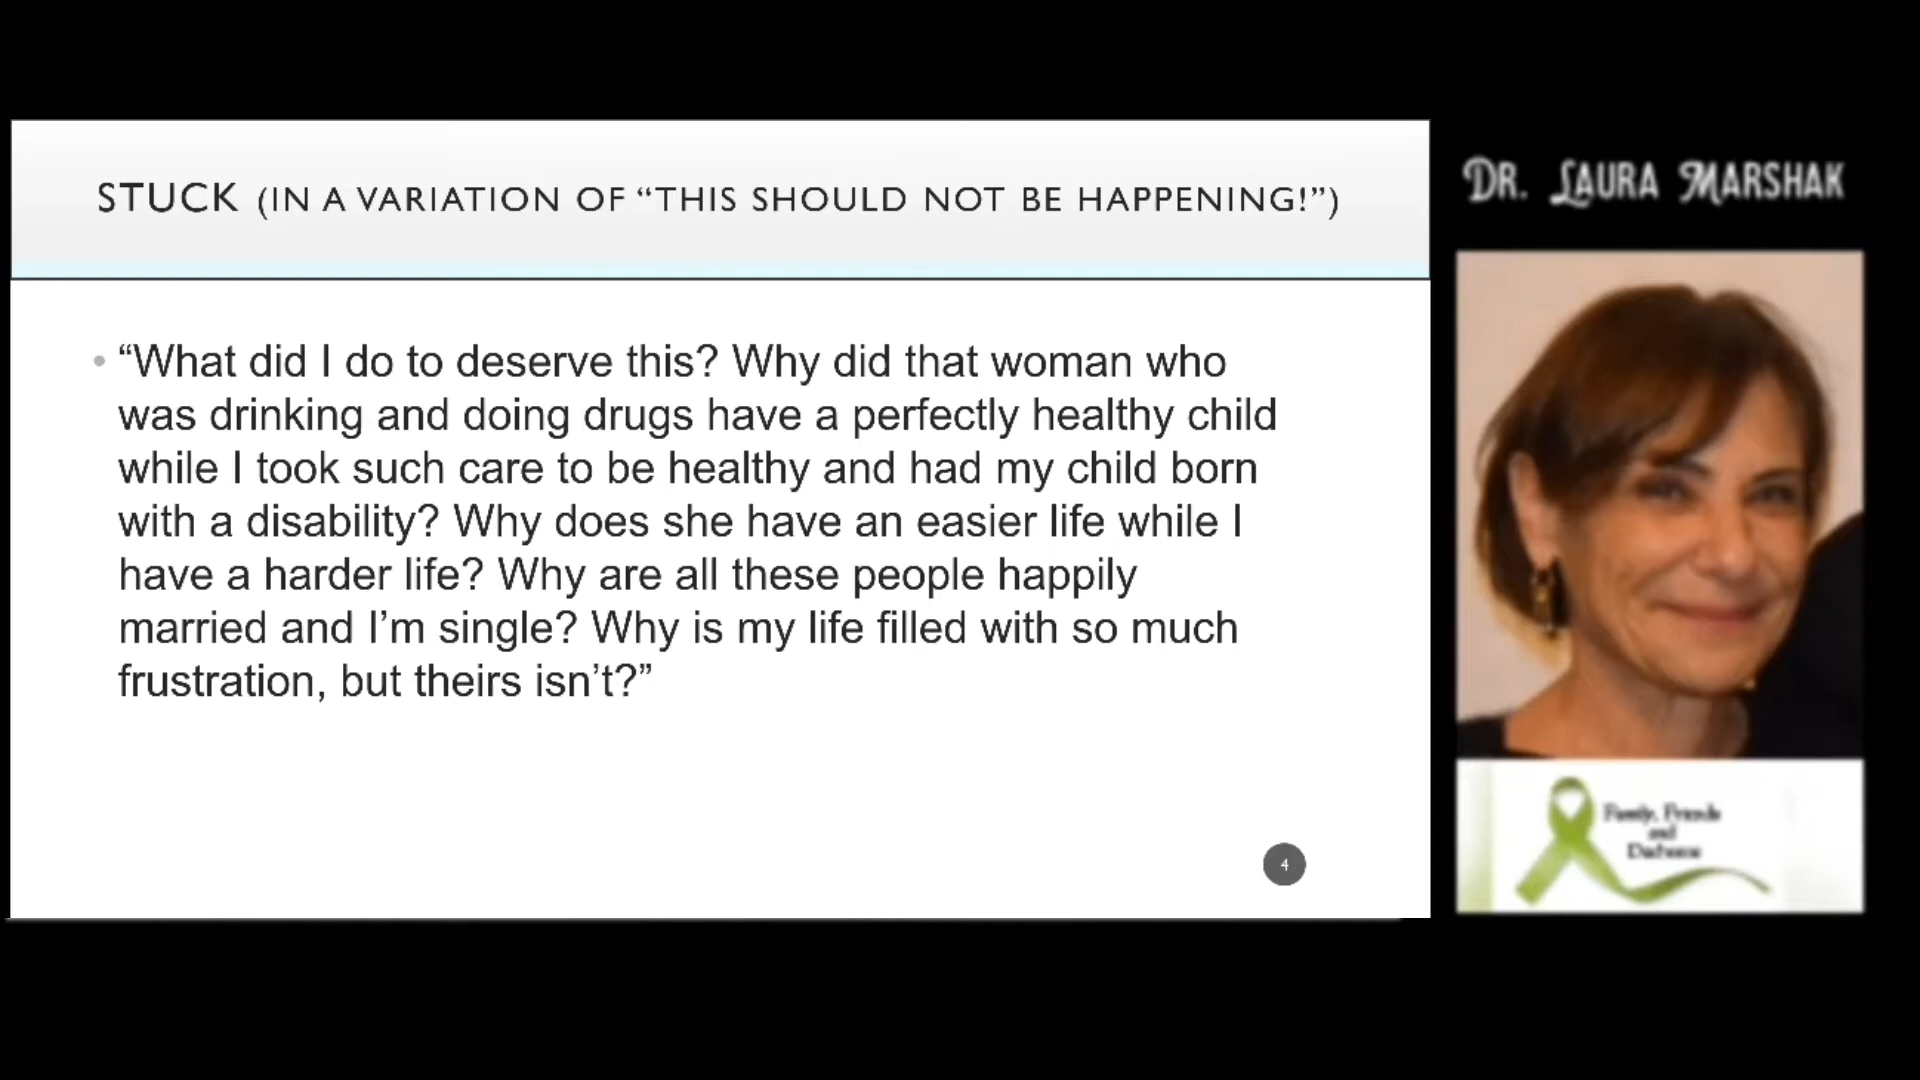 STUCK (IN A VARIATION OF “THIS SHOULD NOT BE HAPPENING!”)
• “What did I do to deserve this? Why did that woman who
was drinking and doing drugs have a perfectly healthy child
while I took such care to be healthy and had my child born
with a disability? Why does she have an easier life while I
have a harder life? Why are all these people happily
married and I’m single? Why is my life filled with so much
frustration, but theirs isn’t?”
4
DR. LAURA MARSHAK
Family, Friends
and
Duchenne